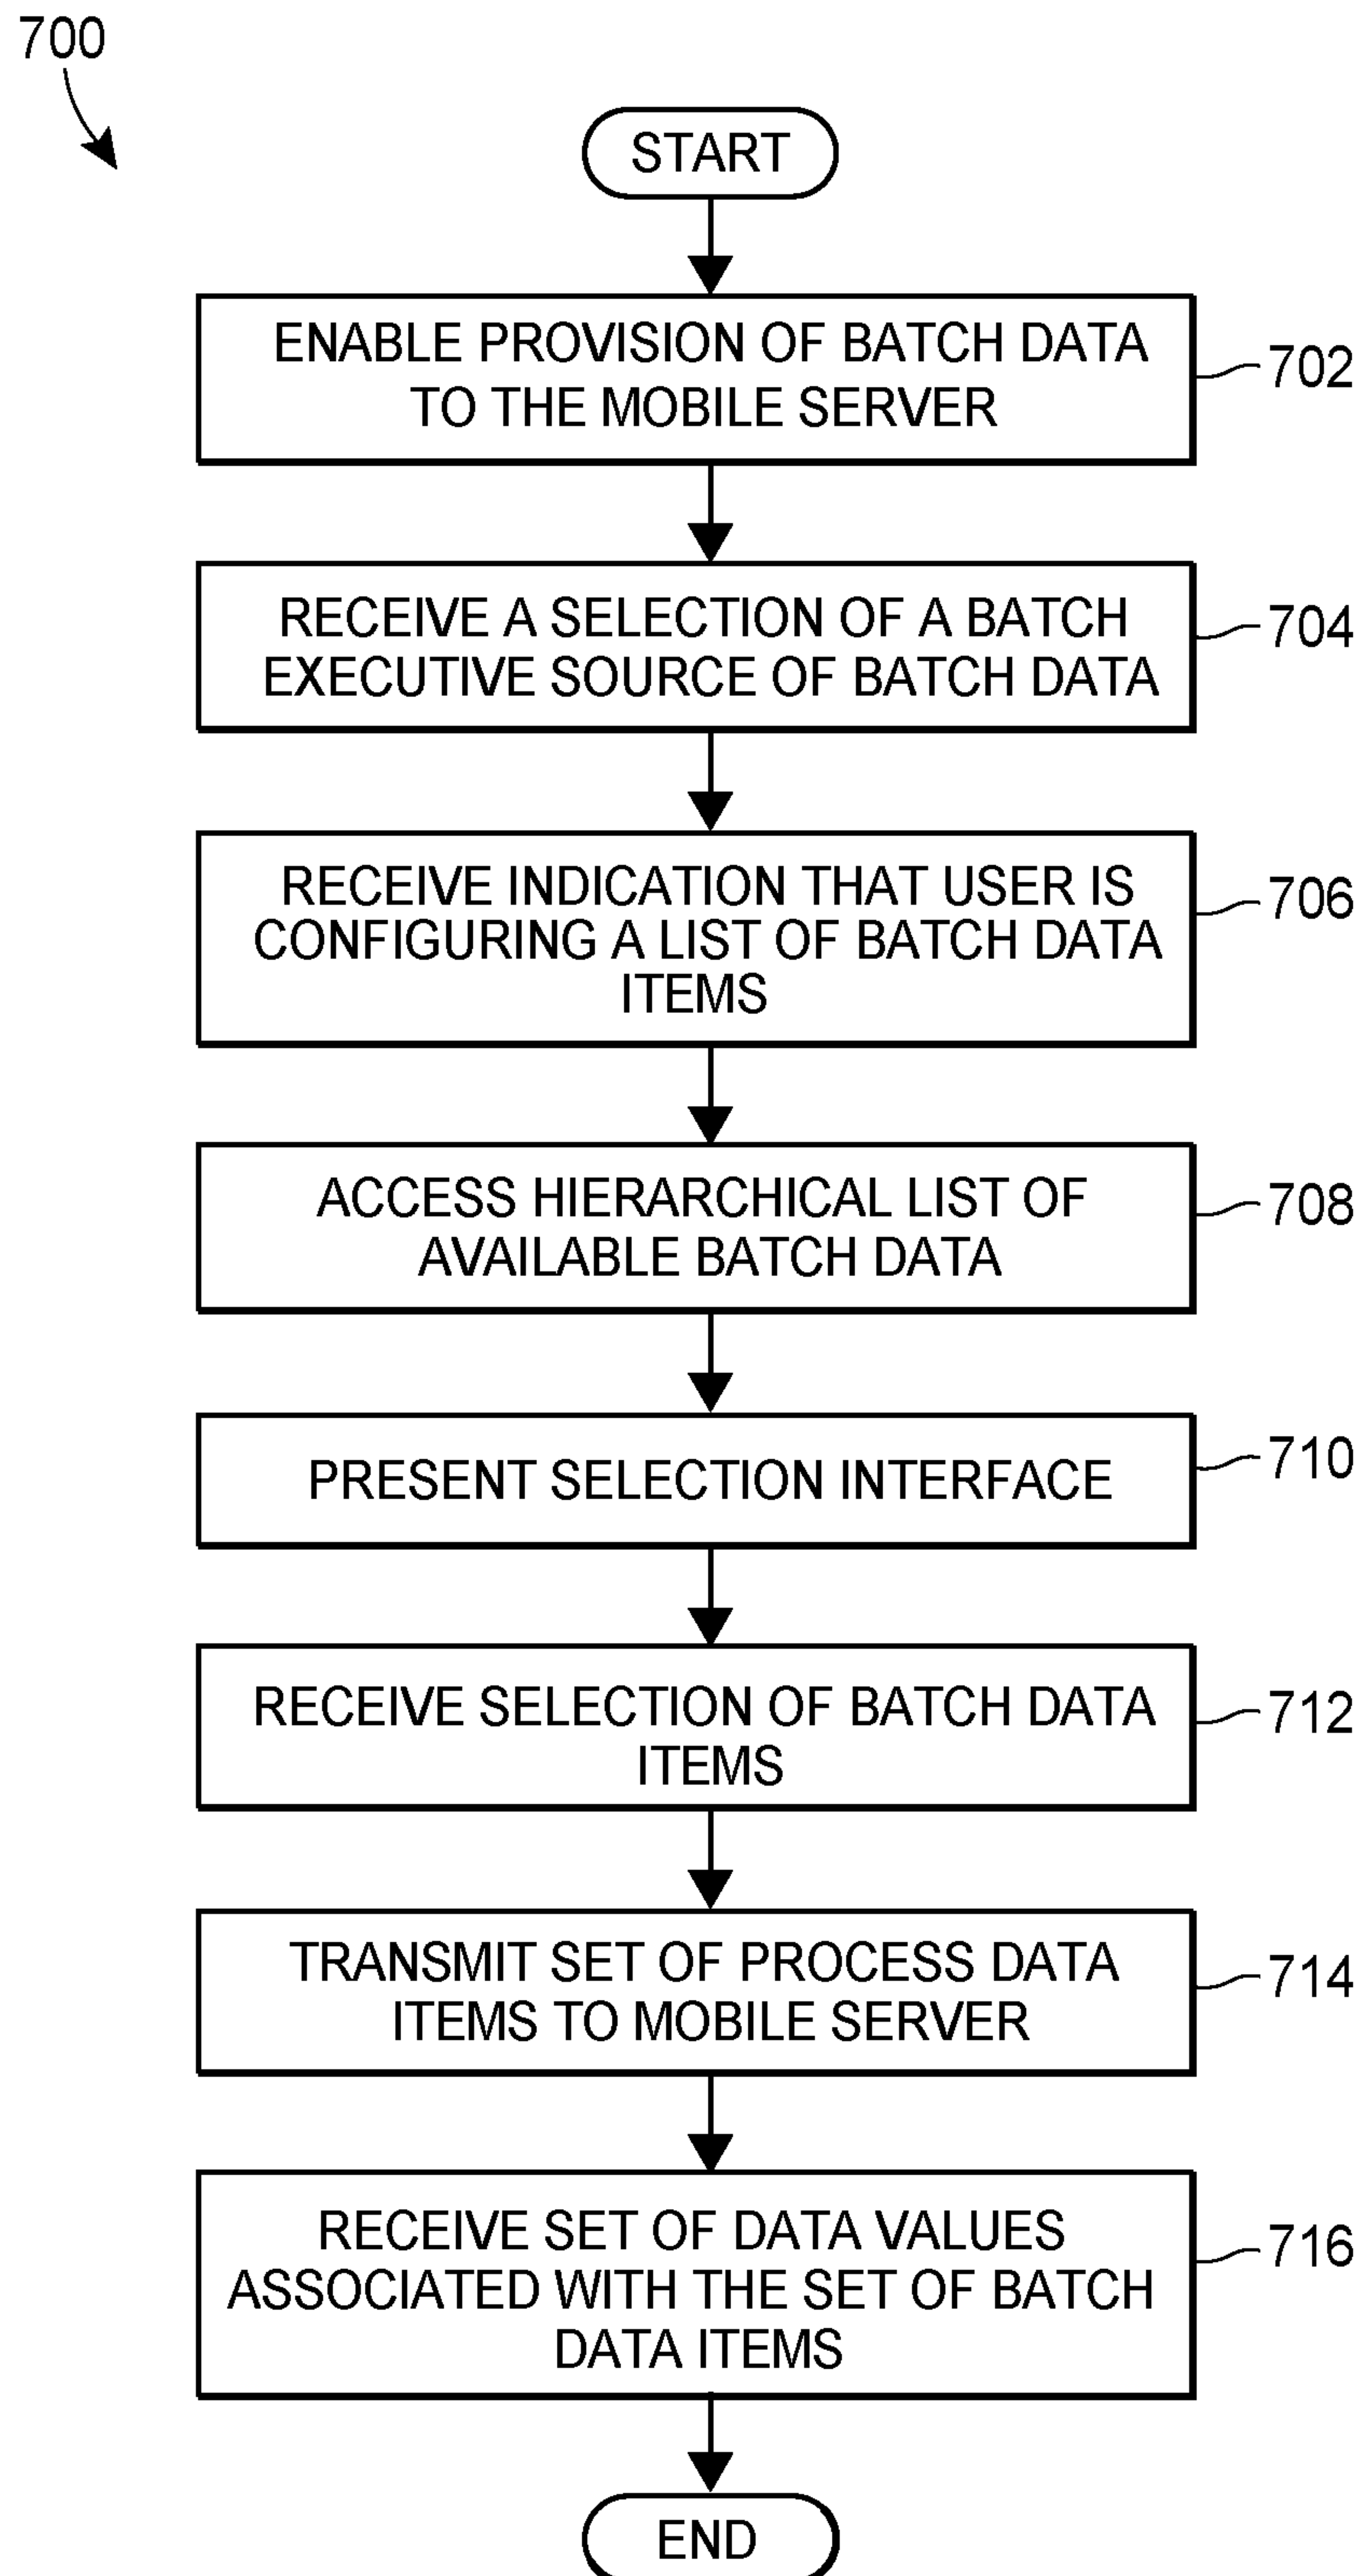 700
START
ENABLE PROVISION OF BATCH DATA
TO THE MOBILE SERVER
702
RECEIVE A SELECTION OF A BATCH
EXECUTIVE SOURCE OF BATCH DATA
704
RECEIVE INDICATION THAT USER IS
CONFIGURING A LIST OF BATCH DATA
ITEMS
706
ACCESS HIERARCHICAL LIST OF
AVAILABLE BATCH DATA
708
PRESENT SELECTION INTERFACE
710
RECEIVE SELECTION OF BATCH DATA
ITEMS
712
TRANSMIT SET OF PROCESS DATA
ITEMS TO MOBILE SERVER
714
RECEIVE SET OF DATA VALUES
ASSOCIATED WITH THE SET OF BATCH
DATA ITEMS
716
END